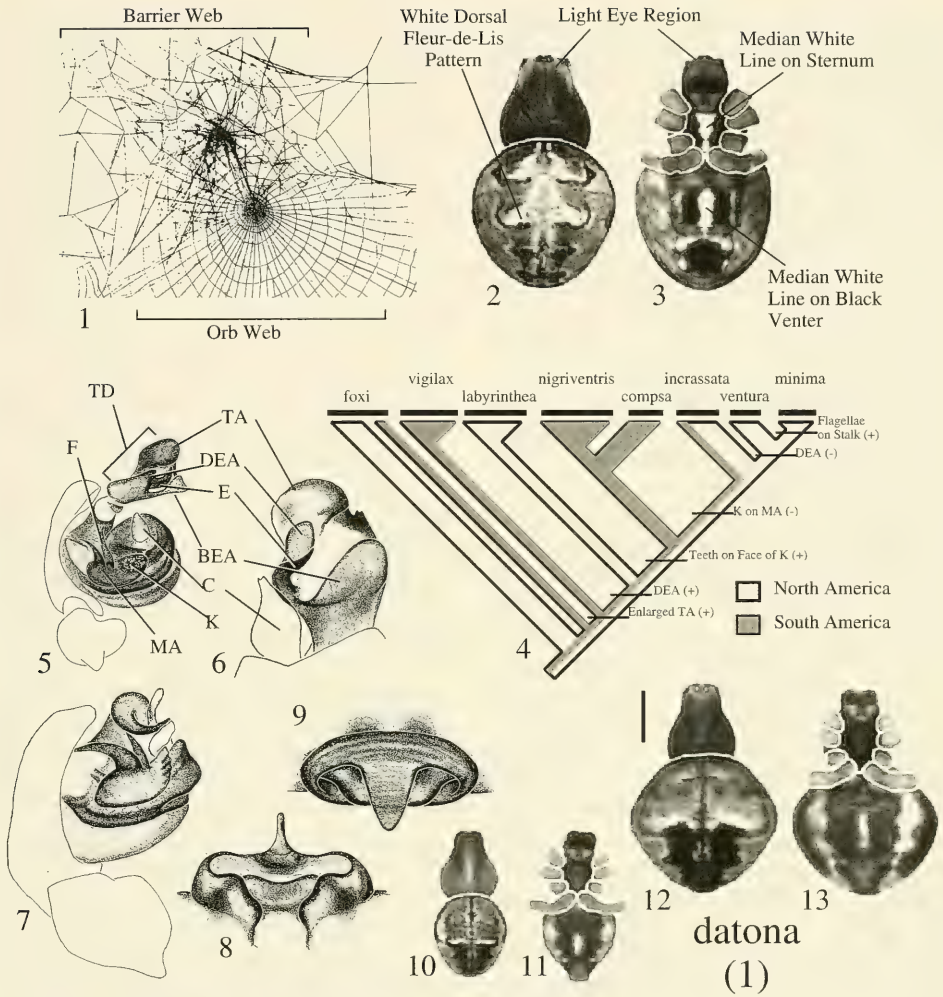 Barrier Web
White Dorsal
Fleur-de-Lis
Pattern
Light Eye Region
Median White
Line on Sternum
Median White
Line on Black
Venter
1
Orb Web
2
3
TD
TA
F
DEA
E
BEA
C
K
MA
5
6
foxi
vigilax
labyrinthea
nigriventris
compsa
incrassata
ventura
minima
Flagellae
on Stalk (+)
DEA (-)
K on MA (-)
Teeth on Face of K (+)
DEA (+)
Enlarged TA (+)
North America
South America
4
7
9
8
10
11
12
13
datona
(1)